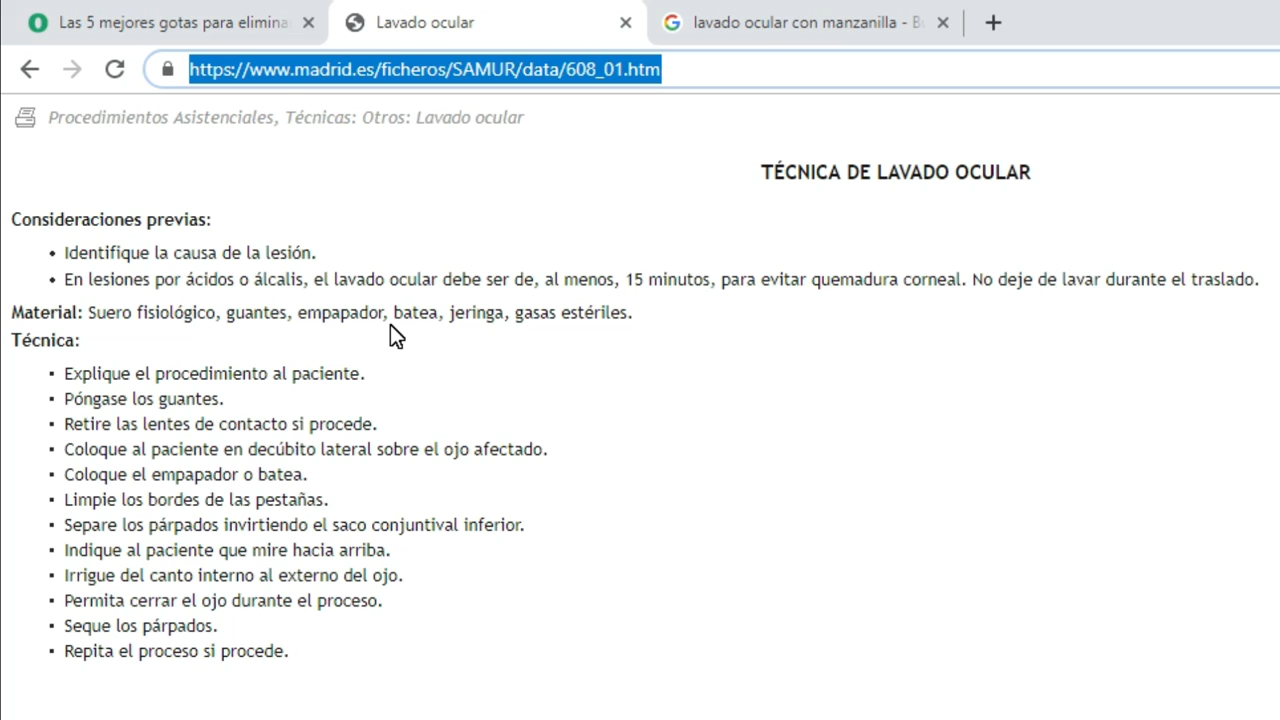 Las 5 mejores gotas para elimina
Lavado ocular
lavado ocular con manzanilla - B
https://www.madrid.es/ficheros/SAMUR/data/608_01.htm
Procedimientos Asistenciales, Técnicas: Otros: Lavado ocular
TÉCNICA DE LAVADO OCULAR
Consideraciones previas:
• Identifique la causa de la lesión.
• En lesiones por ácidos o álcalis, el lavado ocular debe ser de, al menos, 15 minutos, para evitar quemadura corneal. No deje de lavar durante el traslado.
Material: Suero fisiológico, guantes, empapador, batea, jeringa, gasas estériles.
Técnica:
▪ Explique el procedimiento al paciente.
▪ Póngase los guantes.
▪ Retire las lentes de contacto si procede.
▪ Coloque al paciente en decúbito lateral sobre el ojo afectado.
▪ Coloque el empapador o batea.
▪ Limpie los bordes de las pestañas.
▪ Separe los párpados invirtiendo el saco conjuntival inferior.
▪ Indique al paciente que mire hacia arriba.
▪ Irrigue del canto interno al externo del ojo.
▪ Permita cerrar el ojo durante el proceso.
▪ Seque los párpados.
▪ Repita el proceso si procede.